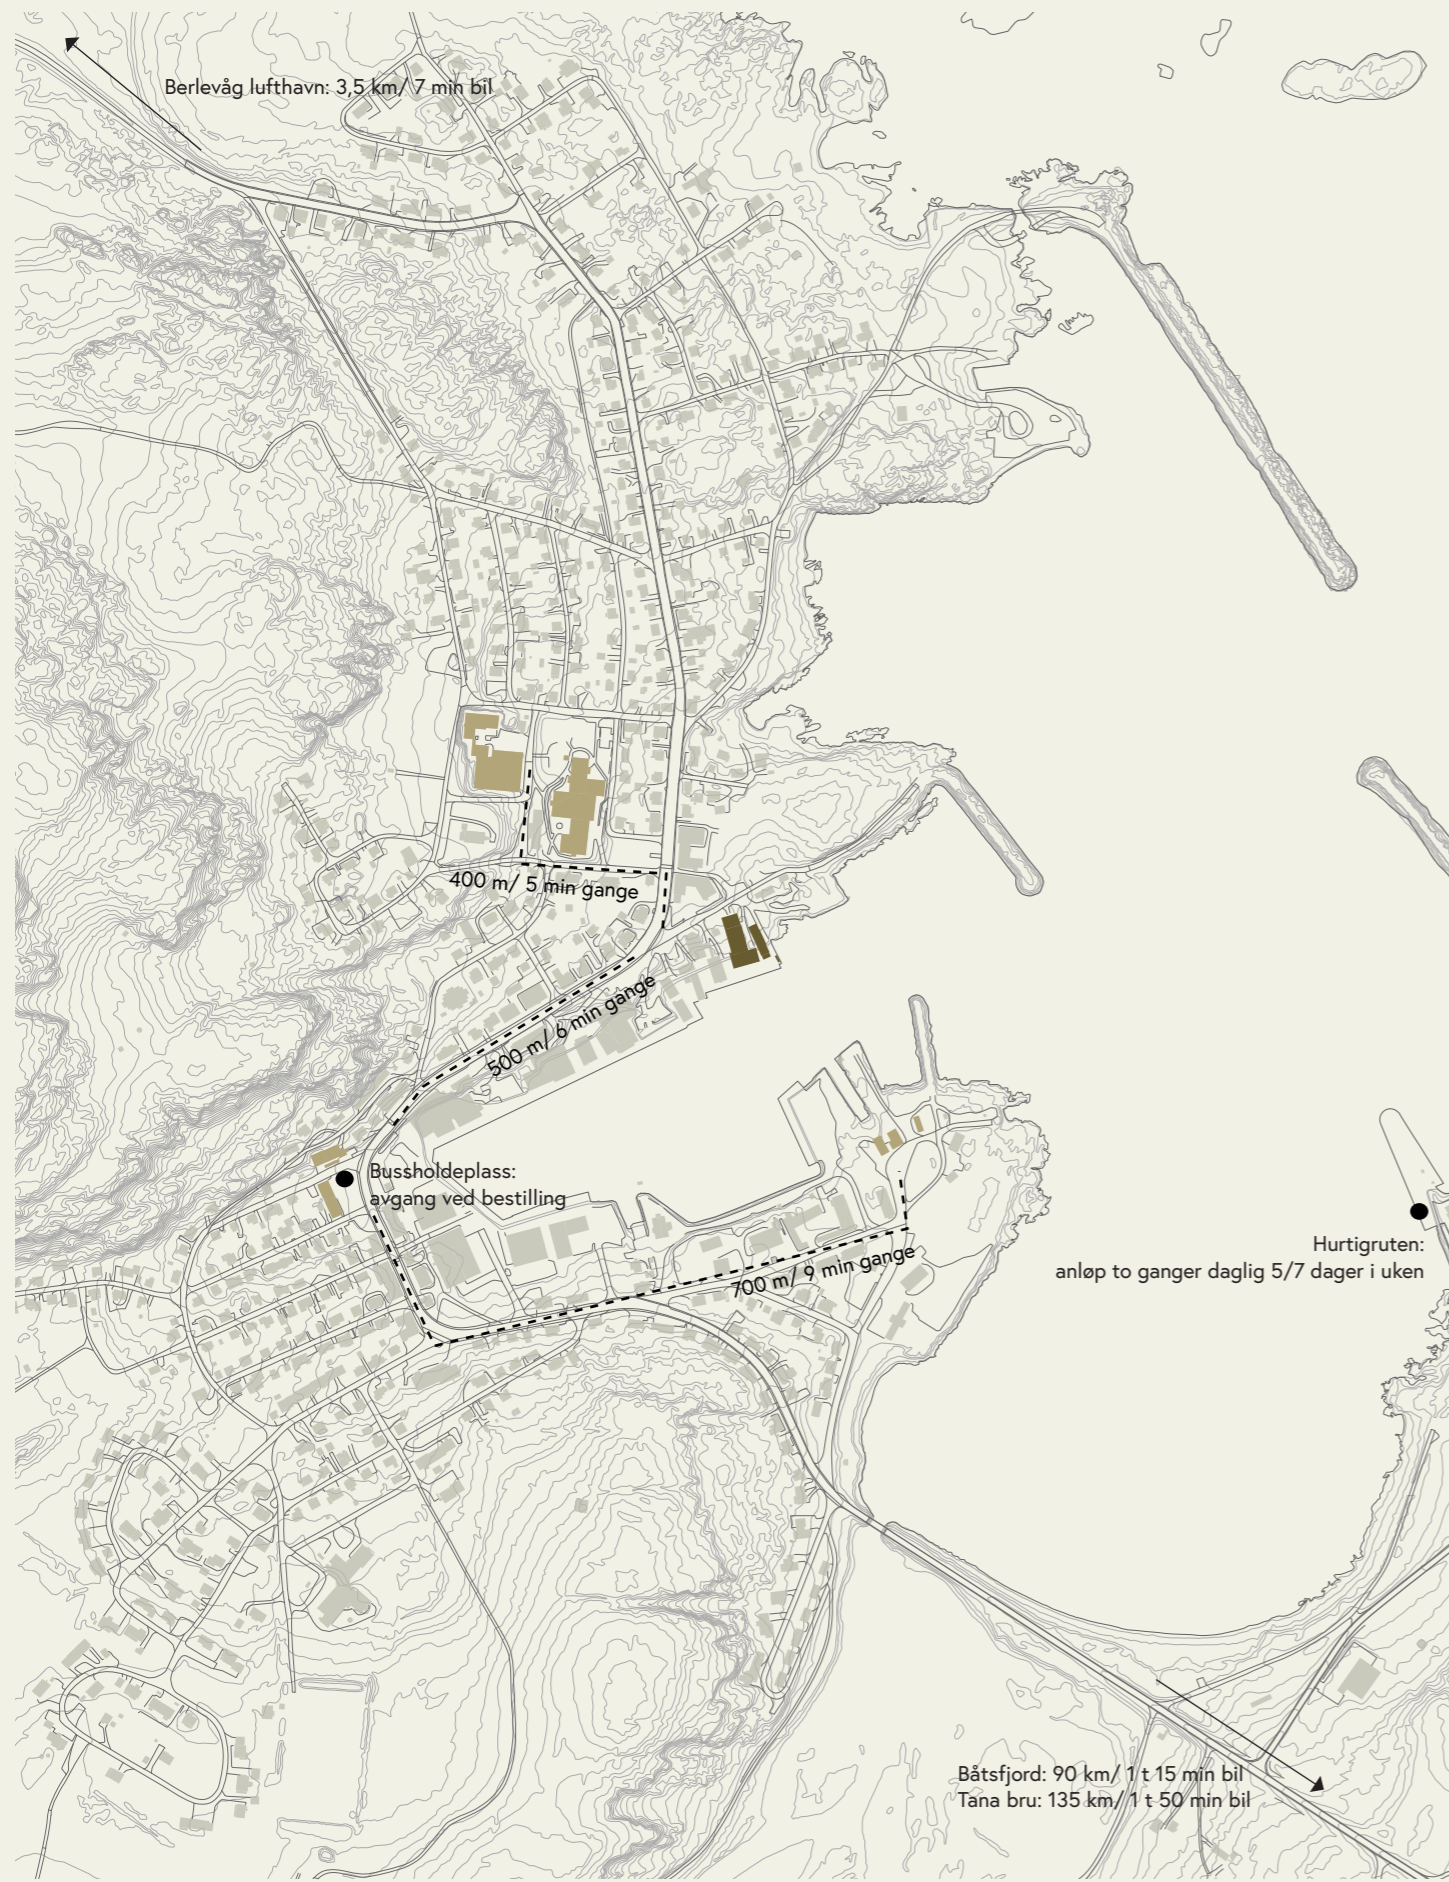 Berlevåg lufthavn: 3,5 km/ 7 min bil
400 m/ 5 min gange
500 m/ 6 min gange
Bussholdeplass:
avgang ved bestilling
700 m/ 9 min gange
Hurtigruten:
anløp to ganger daglig 5/7 dager i uken
Båtsfjord: 90 km/ 1 t 15 min bil
Tana bru: 135 km/ 1 t 50 min bil